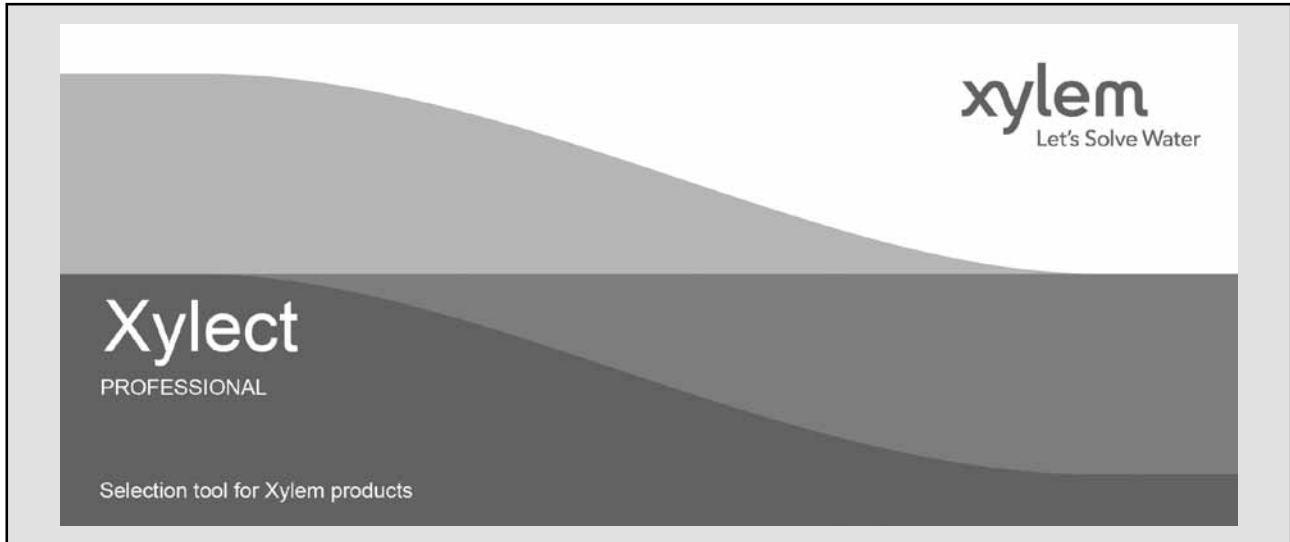 xylem
Let's Solve Water
Xylect
PROFESSIONAL
Selection tool for Xylem products